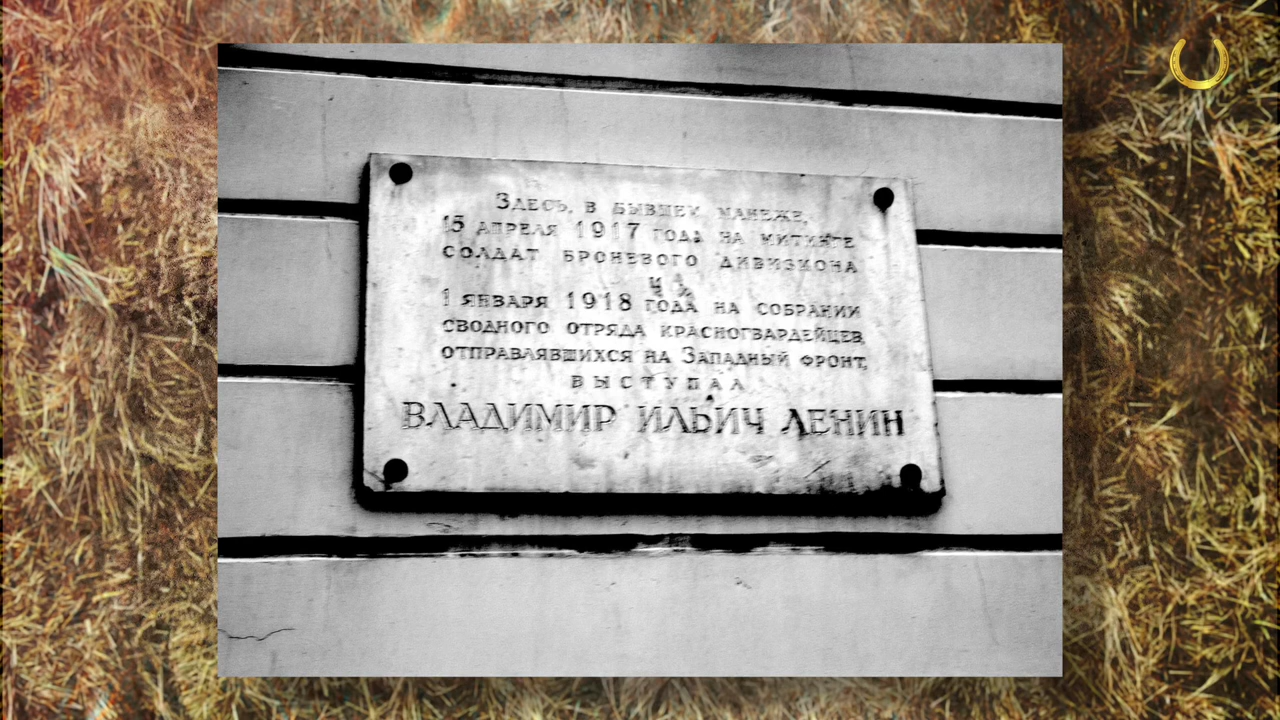 Здесь, в бывшем манеже,
15 апреля 1917 года на митинге
солдат броневого дивизиона
и
1 января 1918 года на собрании
сводного отряда красногвардейцев,
отправлявшихся на Западный фронт,
выступал
ВЛАДИМИР ИЛЬИЧ ЛЕНИН